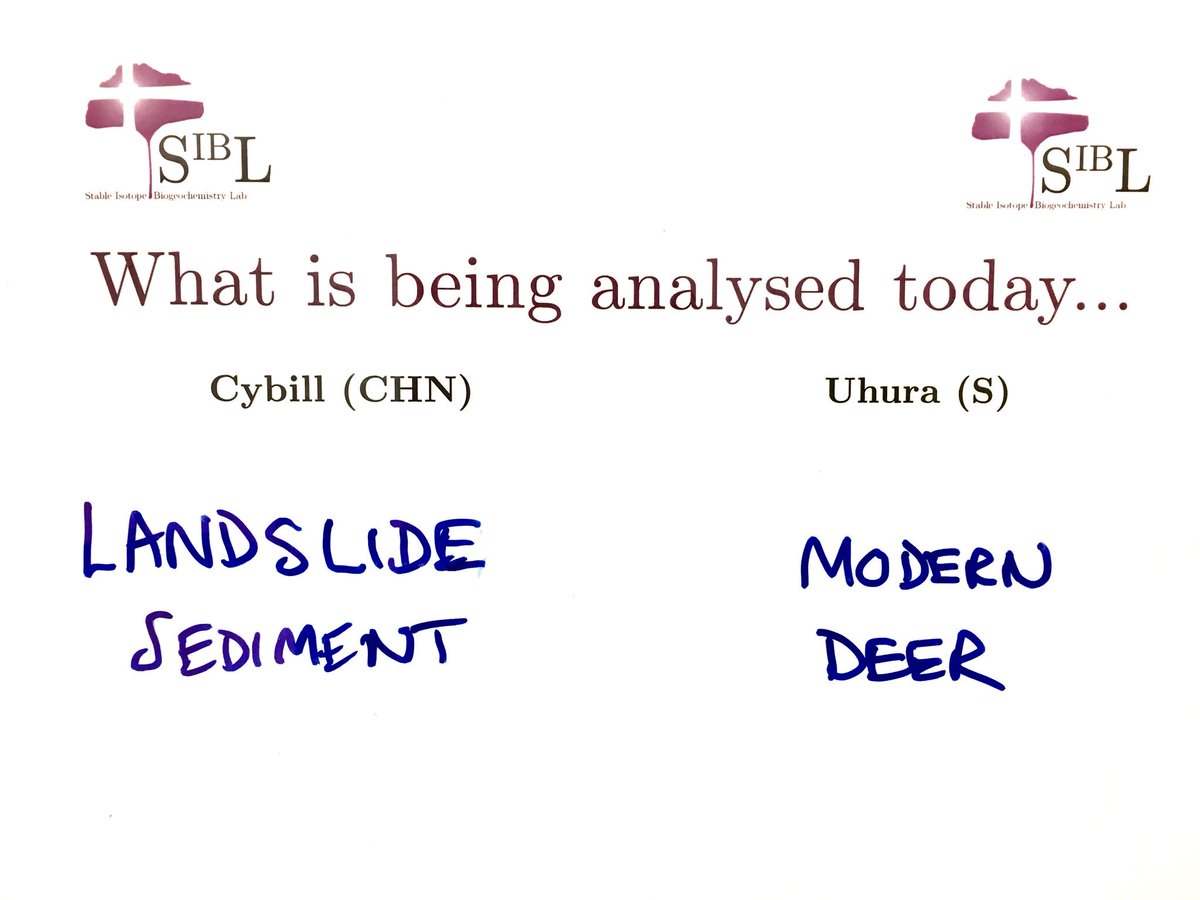 SIBL
Stable Isotope Biogeochemistry Lab
SIBL
Stable Isotope Biogeochemistry Lab
What is being analysed today...
Cybill (CHN)
LANDSLIDE
SEDIMENT
Uhura (S)
MODERN
DEER